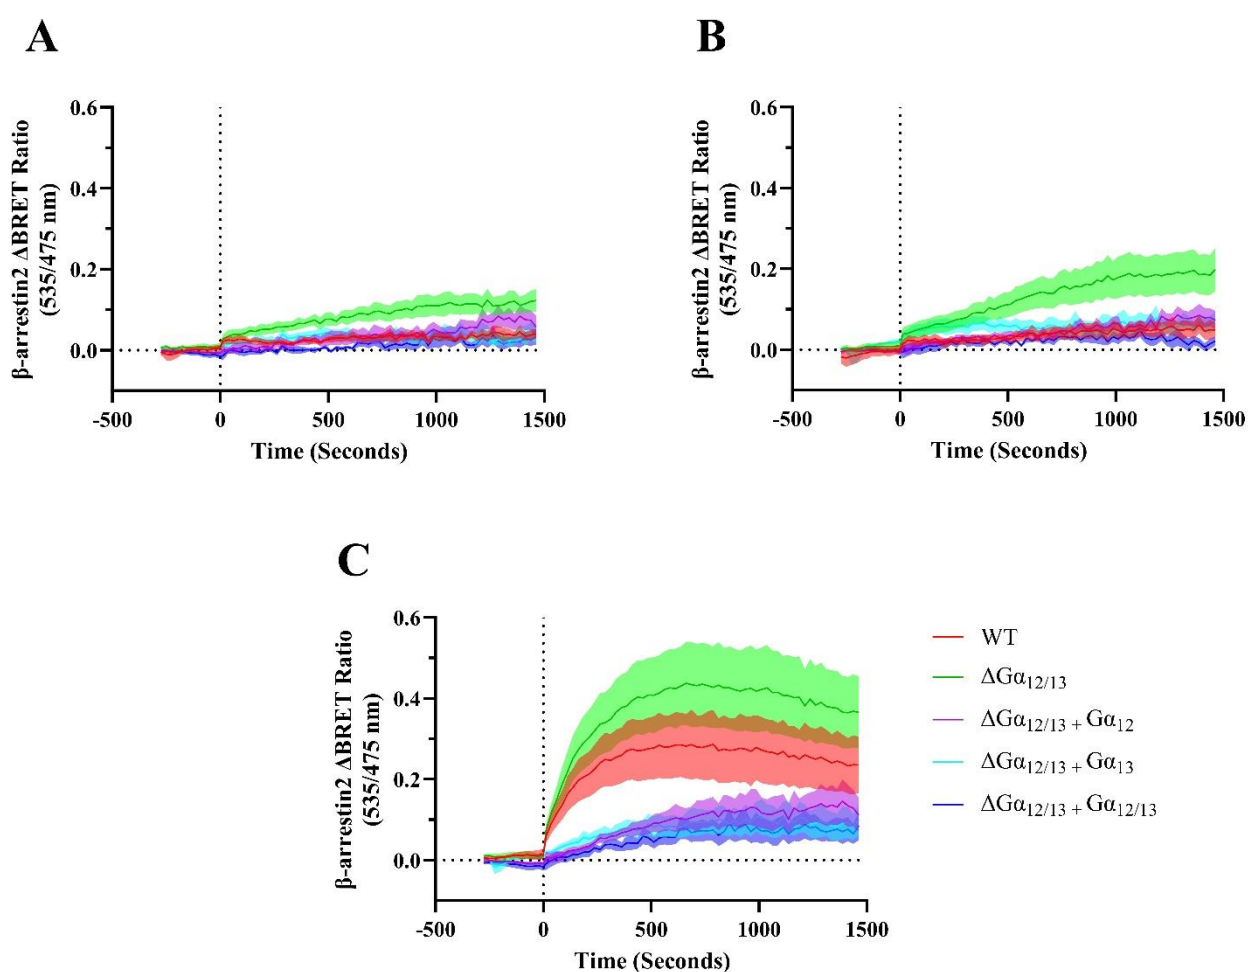 A
β-arrestin2 ΔBRET Ratio
(535/475 nm)
0.6
0.4
0.2
0.0
-500
0
500
1000
1500
Time (Seconds)
B
β-arrestin2 ΔBRET Ratio
(535/475 nm)
0.6
0.4
0.2
0.0
-500
0
500
1000
1500
Time (Seconds)
C
β-arrestin2 ΔBRET Ratio
(535/475 nm)
0.6
0.4
0.2
0.0
-500
0
500
1000
1500
Time (Seconds)
WT
ΔGα12/13
ΔGα12/13 + Gα12
ΔGα12/13 + Gα13
ΔGα12/13 + Gα12/13